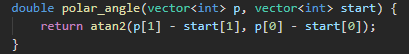 double polar_angle(vector<int> p, vector<int> start) {
    return atan2(p[1] - start[1], p[0] - start[0]);
}